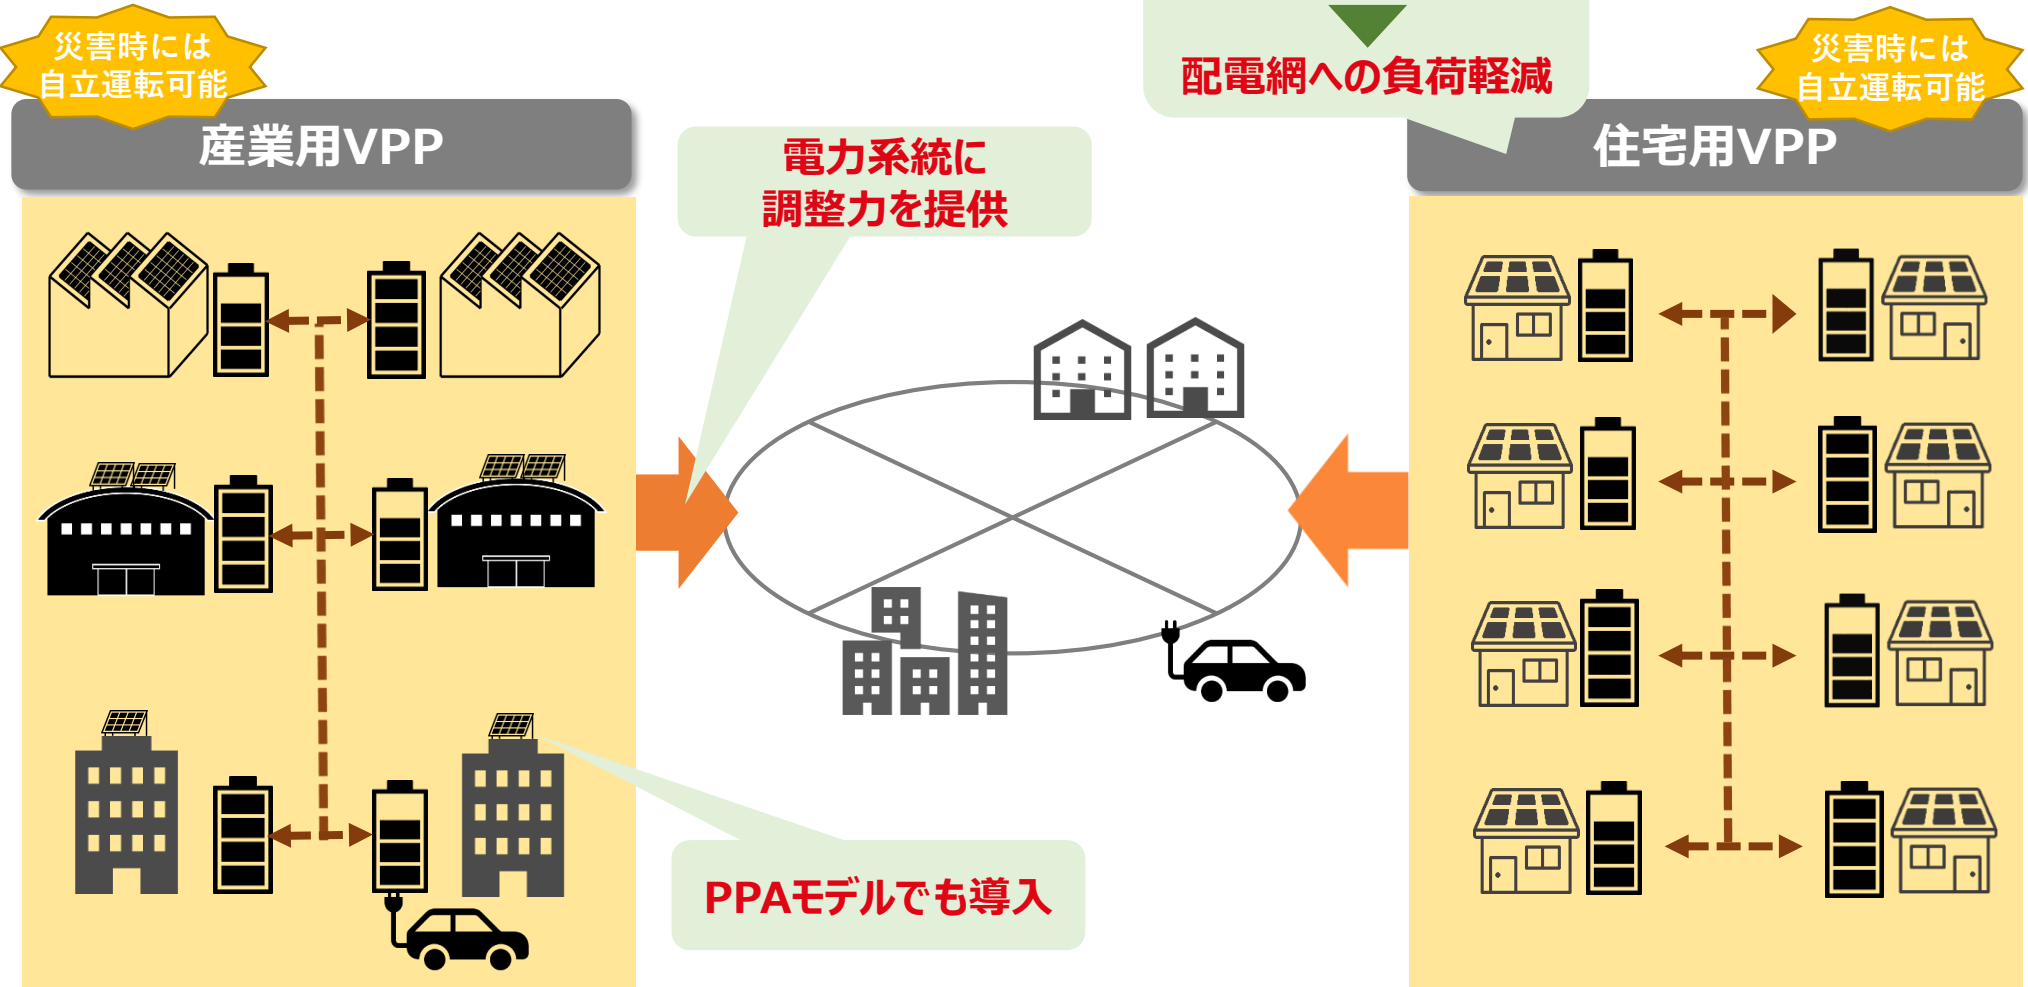 災害時には
自立運転可能
産業用VPP
電力系統に
調整力を提供
配電網への負荷軽減
災害時には
自立運転可能
住宅用VPP
PPAモデルでも導入